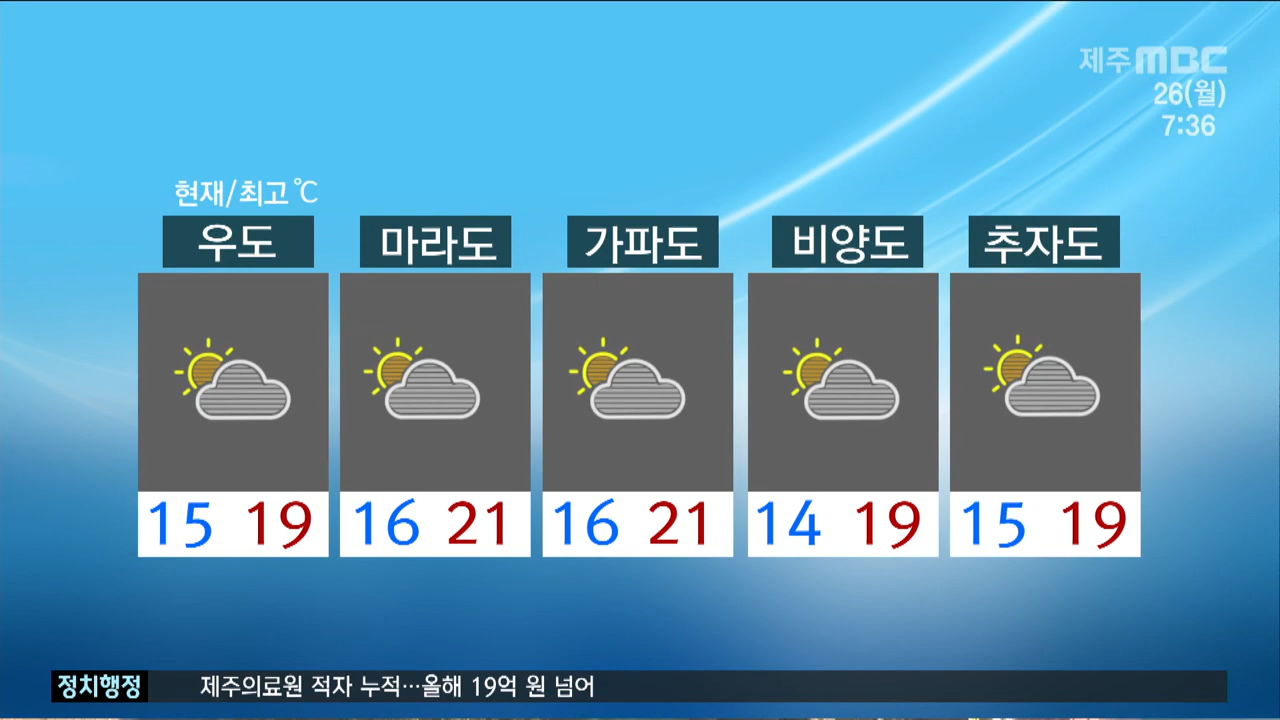 제주MBC
26(월)
7:36
현재/최고 ℃
우도 마라도 가파도 비양도 추자도
15 19 16 21 16 21 14 19 15 19
정치행정 제주의료원 적자 누적…올해 19억 원 넘어